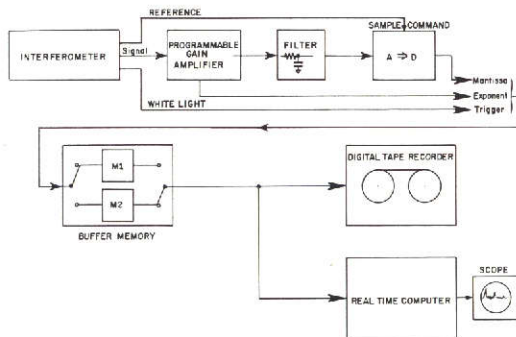 REFERENCE
SAMPLE COMMAND
INTERFEROMETER
Signal
PROGRAMMABLE
GAIN
AMPLIFIER
FILTER
A ⇒ D
Mantissa
Exponent
WHITE LIGHT
Trigger
M1
M2
BUFFER MEMORY
DIGITAL TAPE RECORDER
REAL TIME COMPUTER
SCOPE